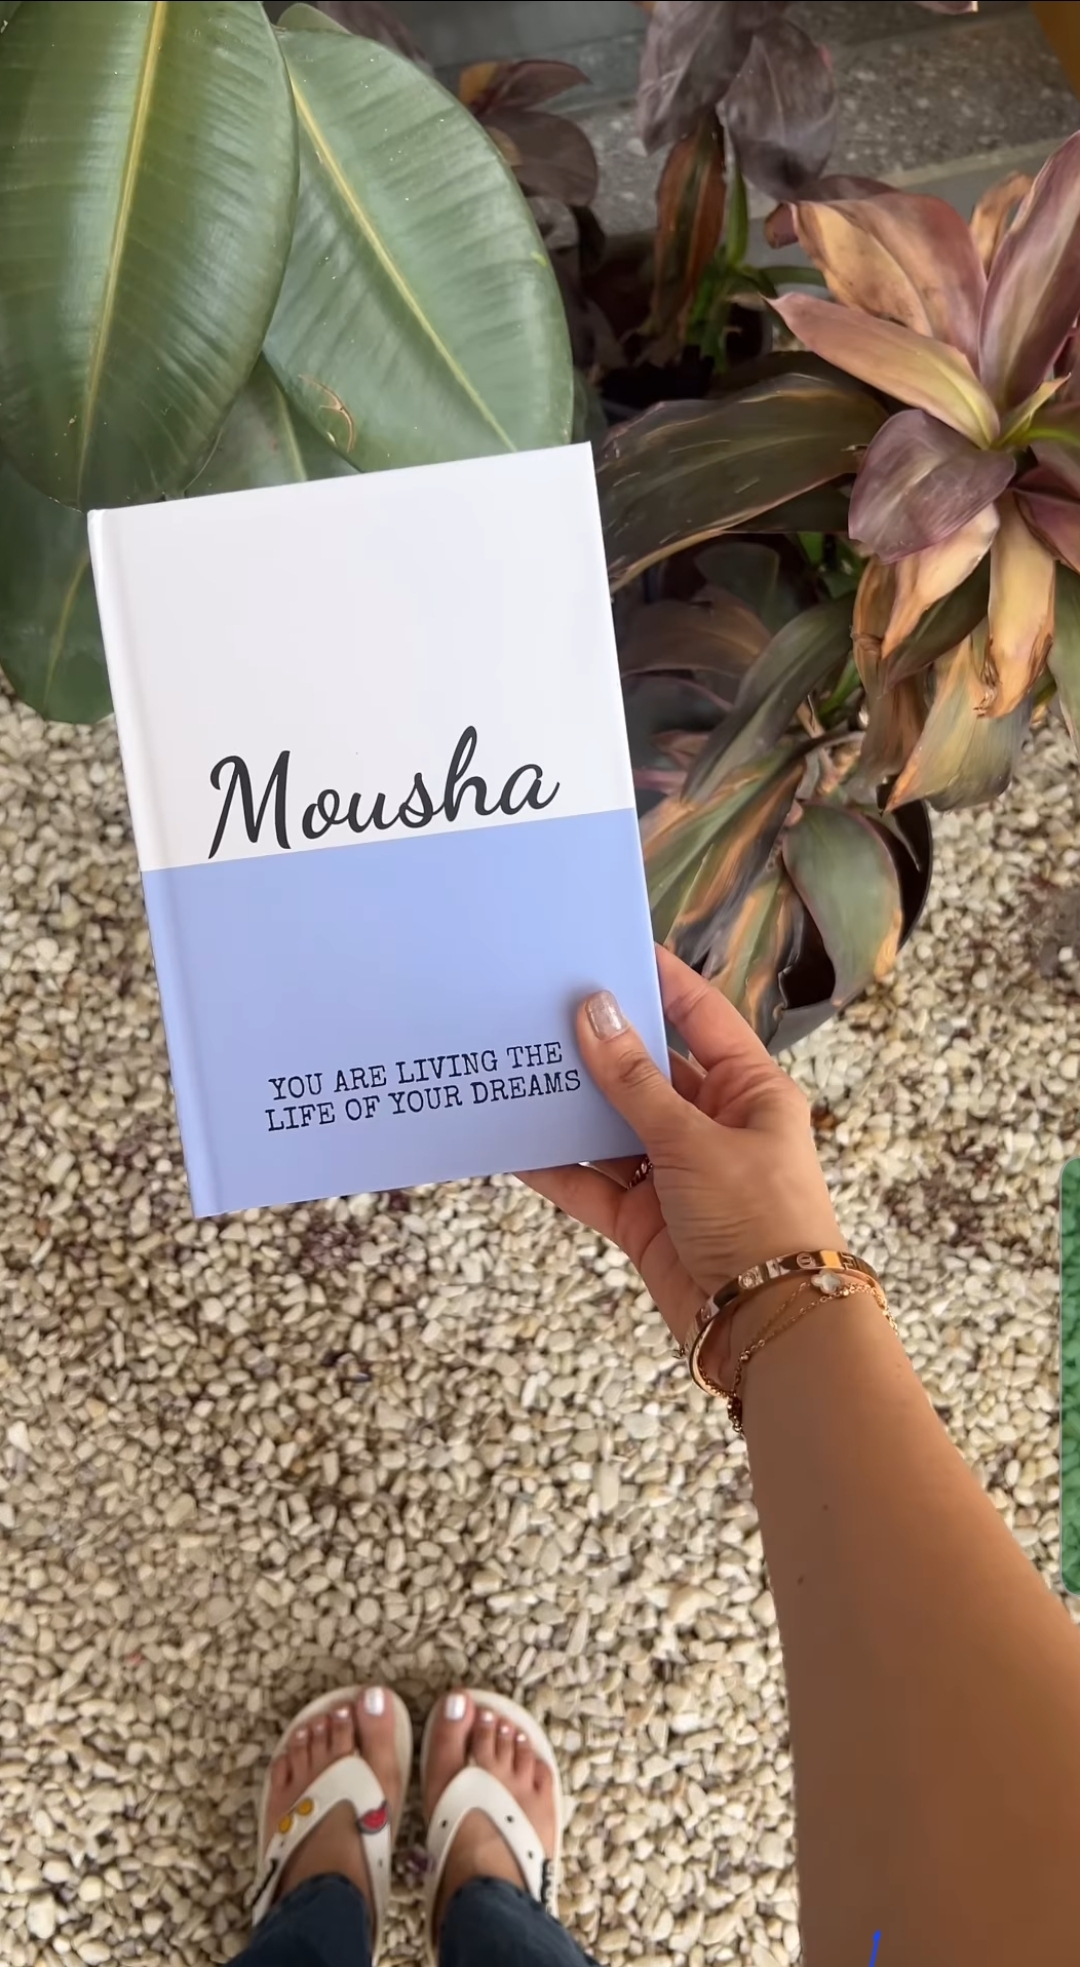 Mousha
YOU ARE LIVING THE
LIFE OF YOUR DREAMS